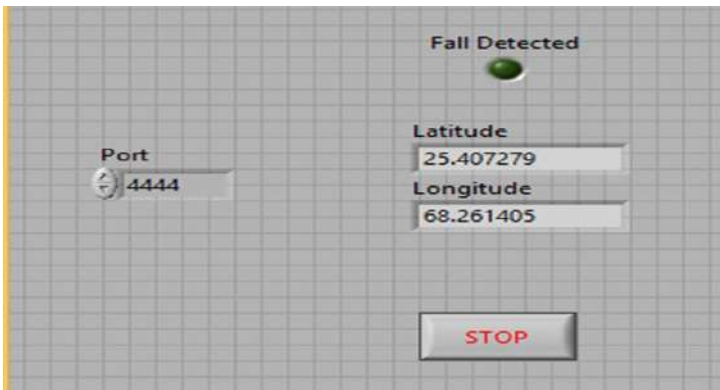 Fall Detected
Latitude
25.407279
Port
4444
Longitude
68.261405
STOP